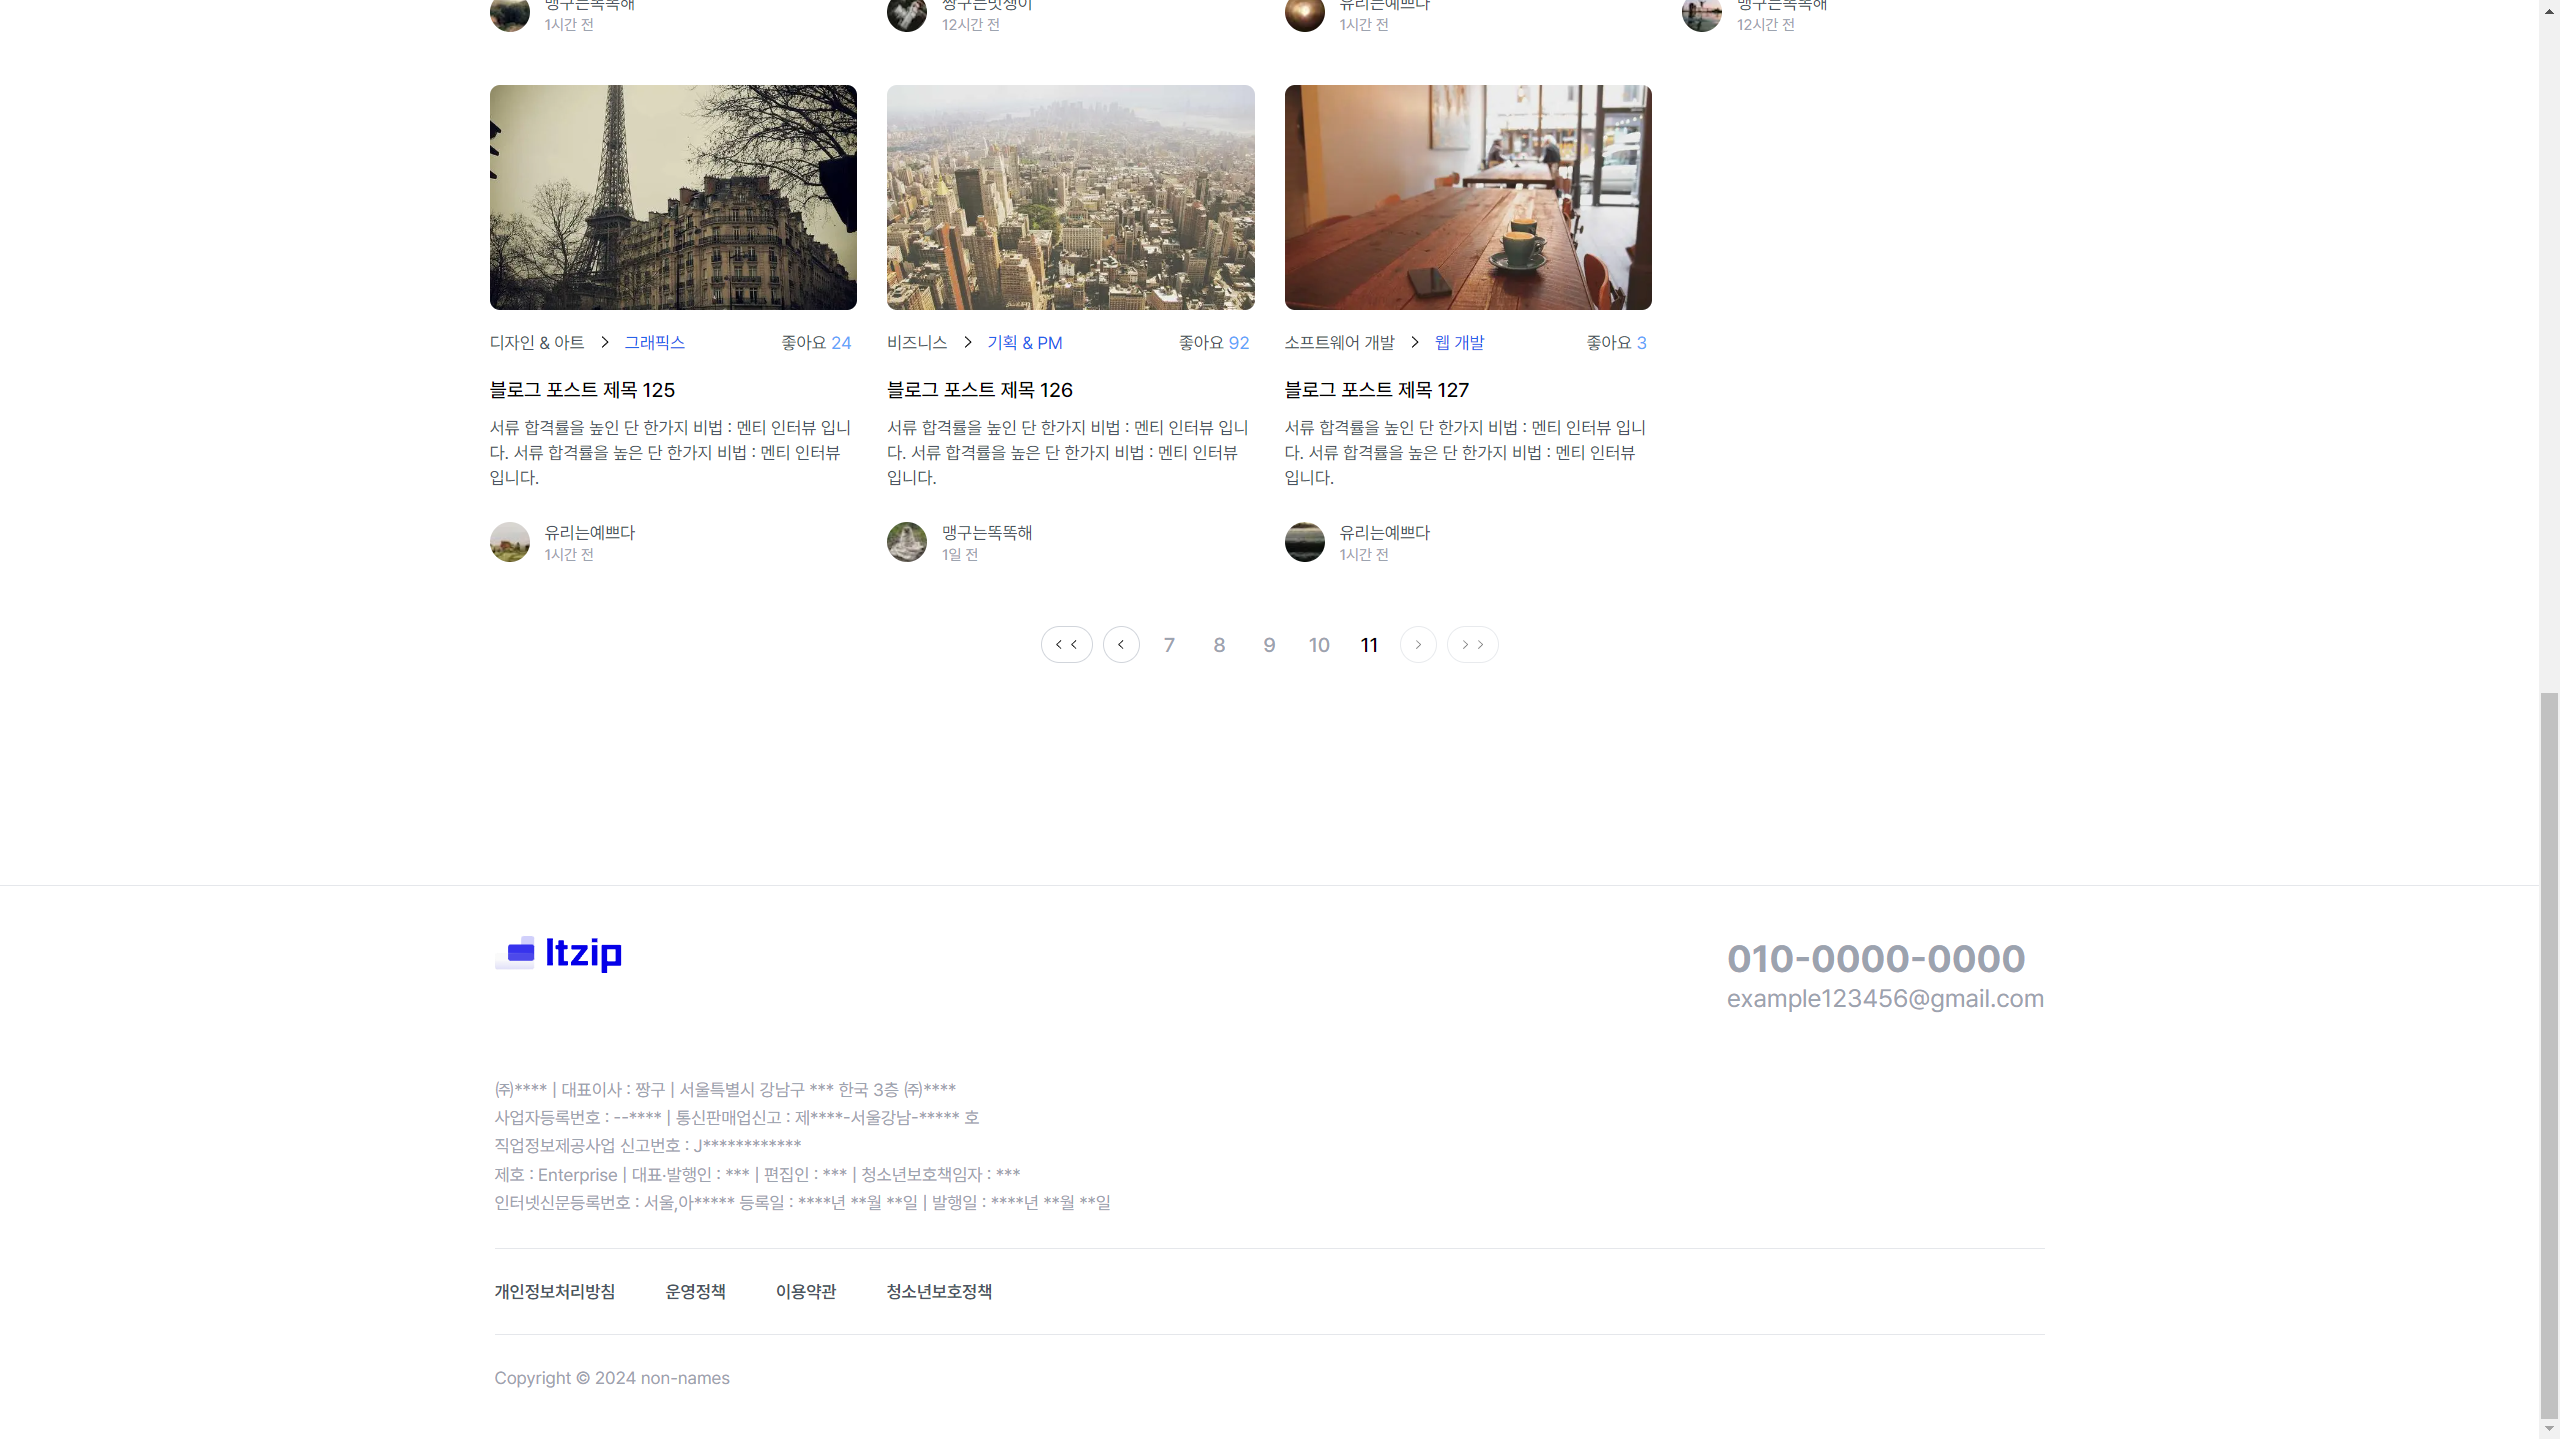 맹구는똑똑해
1시간 전
짱구는멋쟁이
12시간 전
유리는예쁘다
1시간 전
맹구는똑똑해
12시간 전
디자인 & 아트 > 그래픽스 좋아요 24
블로그 포스트 제목 125
서류 합격률을 높인 단 한가지 비법 : 멘티 인터뷰 입니
다. 서류 합격률을 높은 단 한가지 비법 : 멘티 인터뷰
입니다.
유리는예쁘다
1시간 전
비즈니스 > 기획 & PM 좋아요 92
블로그 포스트 제목 126
서류 합격률을 높인 단 한가지 비법 : 멘티 인터뷰 입니
다. 서류 합격률을 높은 단 한가지 비법 : 멘티 인터뷰
입니다.
맹구는똑똑해
1일 전
소프트웨어 개발 > 웹 개발 좋아요 3
블로그 포스트 제목 127
서류 합격률을 높인 단 한가지 비법 : 멘티 인터뷰 입니
다. 서류 합격률을 높은 단 한가지 비법 : 멘티 인터뷰
입니다.
유리는예쁘다
1시간 전
< < < 7 8 9 10 11 > > >
Itzip
010-0000-0000
example123456@gmail.com
㈜**** | 대표이사 : 짱구 | 서울특별시 강남구 *** 한국 3층 ㈜****
사업자등록번호 : --**** | 통신판매업신고 : 제****-서울강남-***** 호
직업정보제공사업 신고번호 : J************
제호 : Enterprise | 대표·발행인 : *** | 편집인 : *** | 청소년보호책임자 : ***
인터넷신문등록번호 : 서울,아***** 등록일 : ****년 **월 **일 | 발행일 : ****년 **월 **일
개인정보처리방침 운영정책 이용약관 청소년보호정책
Copyright © 2024 non-names